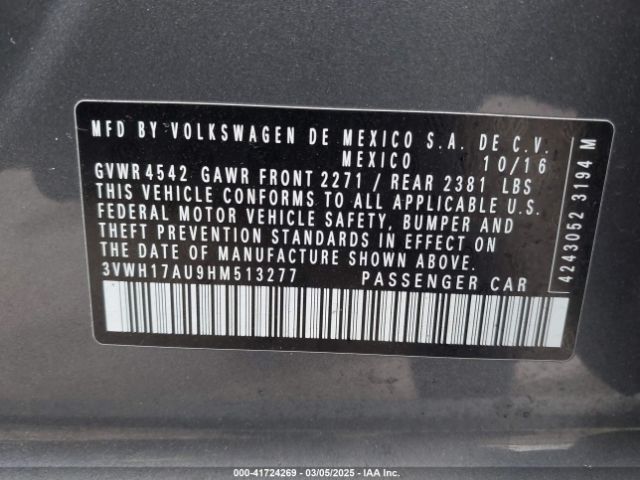 MFD BY VOLKSWAGEN DE MEXICO S.A. DE C.V.
MEXICO 10/16
GVWR 4542 GAWR FRONT 2271 / REAR 2381 LBS
THIS VEHICLE CONFORMS TO ALL APPLICABLE U.S.
FEDERAL MOTOR VEHICLE SAFETY, BUMPER AND
THEFT PREVENTION STANDARDS IN EFFECT ON
THE DATE OF MANUFACTURE SHOWN ABOVE.
3VWH17AU9HM513277 PASSENGER CAR
4243052 3194 M
000-41724269 - 03/05/2025 - IAAI.COM